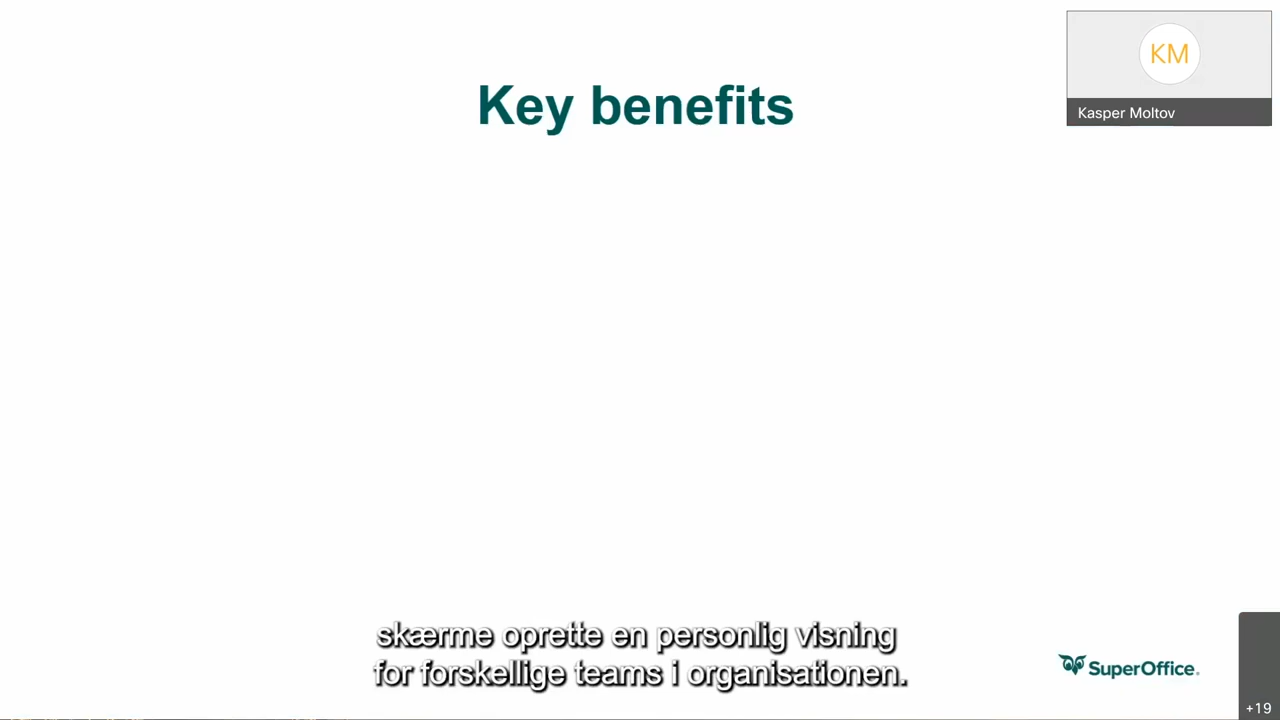 Key benefits
KM
Kasper Moltov
skærme oprette en personlig visning
for forskellige teams i organisationen.
SuperOffice.
+19